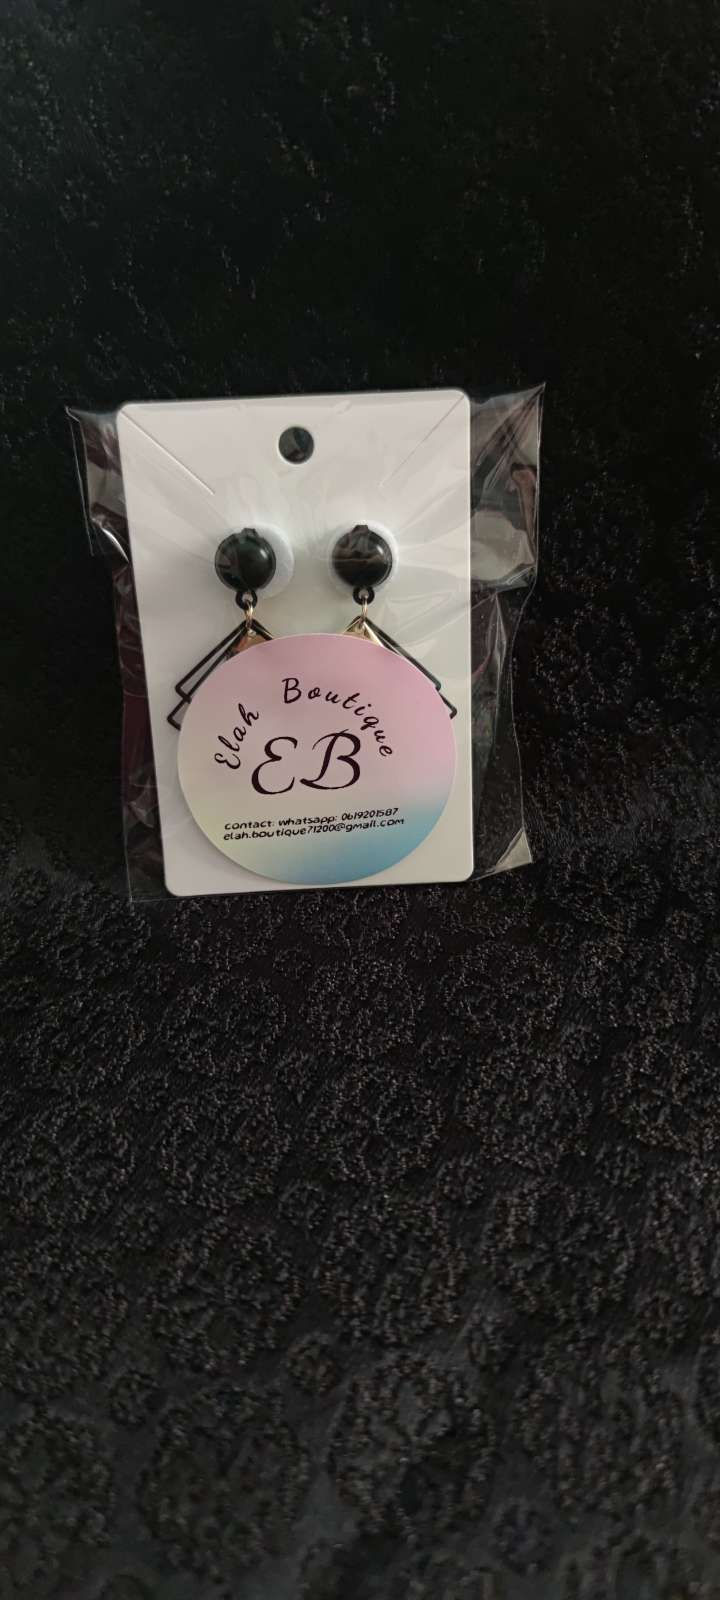 Elah Boutique
EB
contact: whatsapp: 0619201587
elah.boutique71200@gmail.com